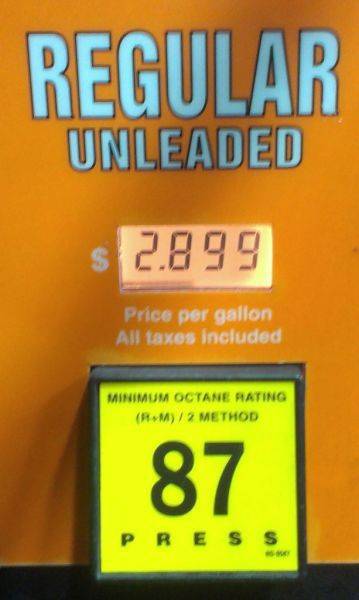 REGULAR
UNLEADED
$ 2.899
Price per gallon
All taxes included
MINIMUM OCTANE RATING
(R+M) / 2 METHOD
87
PRESS